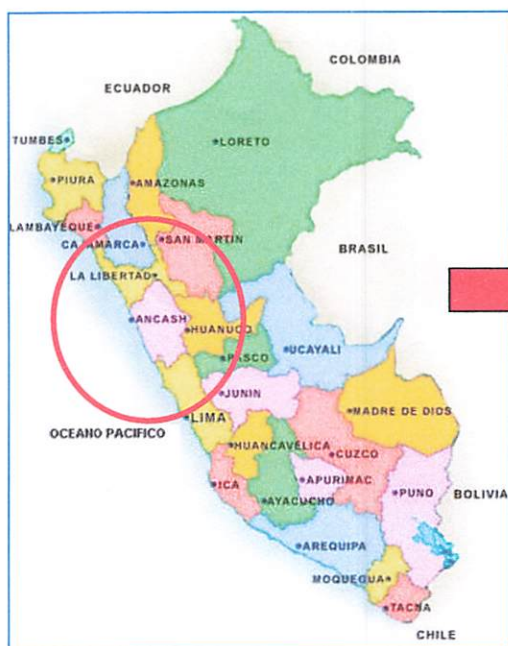 COLOMBIA
ECUADOR
TUMBES
LORETO
PIURA
AMAZONAS
LAMBAYEQUE
CAJAMARCA
SAN MARTIN
BRASIL
LA LIBERTAD
ANCASH
HUANUCO
PASCO
UCAYALI
JUNIN
MADRE DE DIOS
LIMA
OCEANO PACIFICO
HUANCAVELICA
CUZCO
ICA
APURIMAC
PUNO
BOLIVIA
AYACUCHO
AREQUIPA
MOQUEGUA
TACNA
CHILE